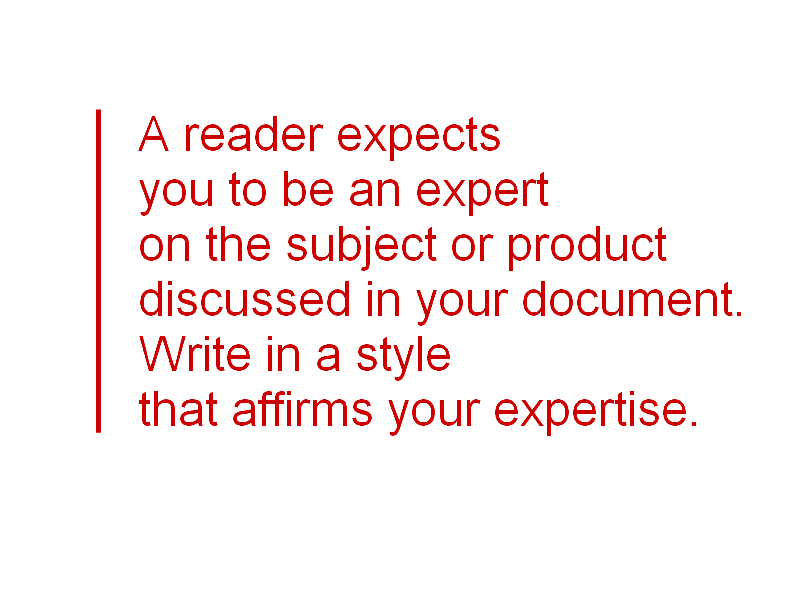 A reader expects
you to be an expert
on the subject or product
discussed in your document.
Write in a style
that affirms your expertise.